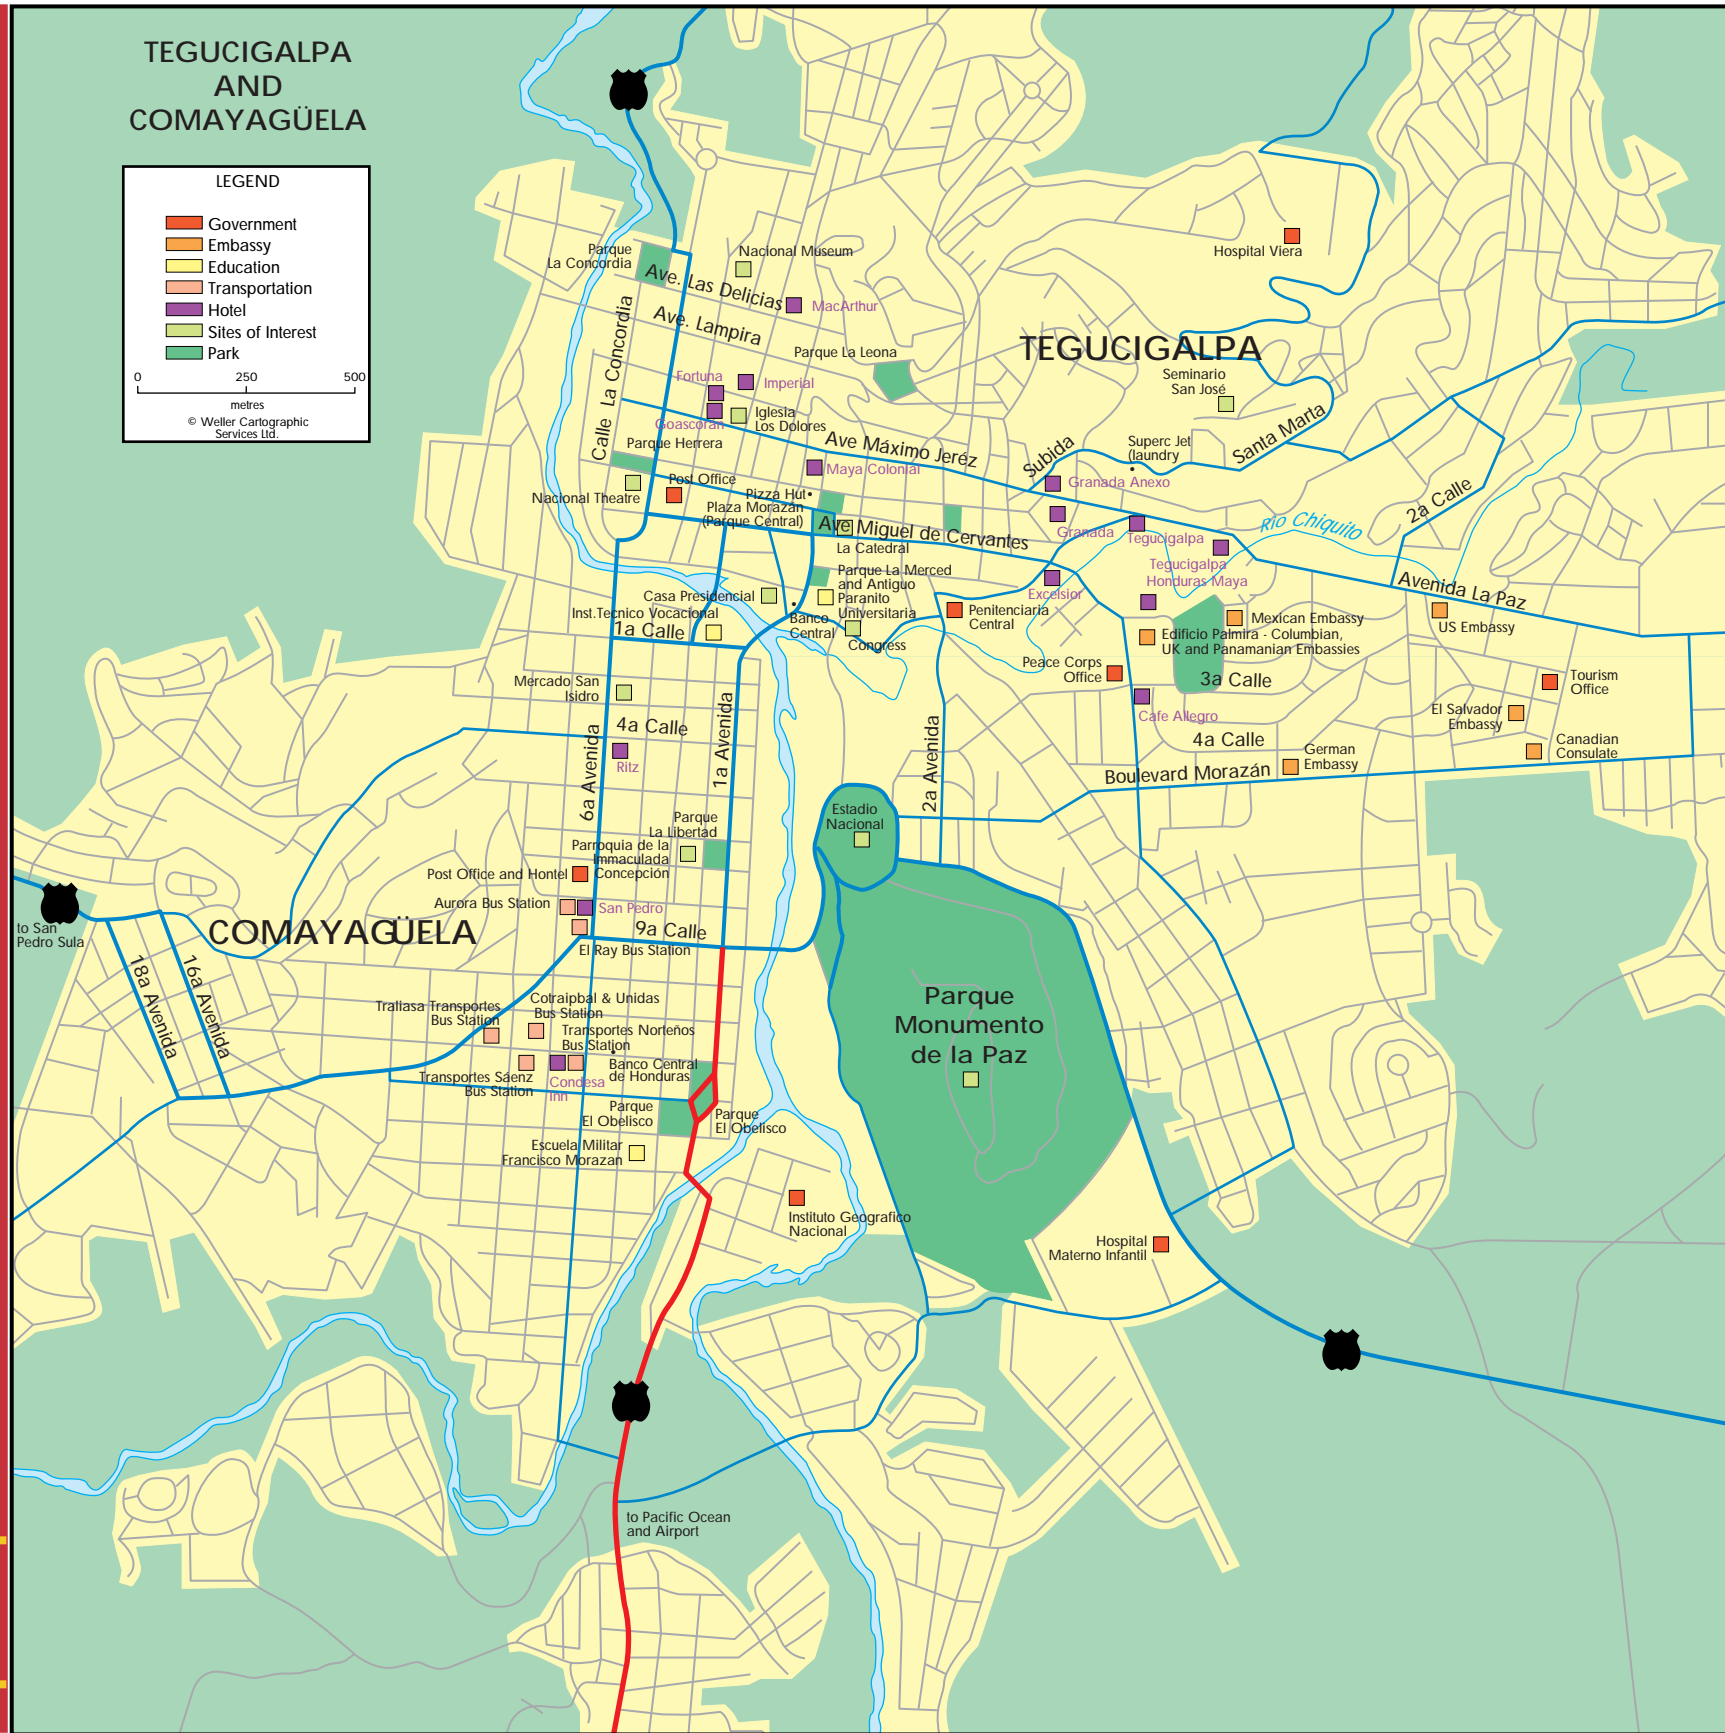 TEGUCIGALPA
AND
COMAYAGÜELA
LEGEND
Government
Embassy
Education
Transportation
Hotel
Sites of Interest
Park
0 250 500
metres
© Weller Cartographic
Services Ltd.
Parque
La Concordia
Nacional Museum
Ave. Las Delicias
MacArthur
Ave. Lampira
Calle La Concordia
Parque La Leona
TEGUCIGALPA
Hospital Viera
Seminario
San José
Fortuna
Imperial
Goascoran
Iglesia
Los Dolores
Parque Herrera
Ave Máximo Jeréz
Maya Colonial
Subida
Santa Marta
Superc Jet
(laundry
Granada Anexo
Nacional Theatre
Post Office
Pizza Hut
Plaza Morazán
(Parque Central)
Ave Miguel de Cervantes
La Catedral
Granada
Tegucigalpa
Río Chiquito
2a Calle
Tegucigalpa
Honduras Maya
Excelsior
Avenida La Paz
US Embassy
Parque La Merced
and Antiguo
Paranito
Universitaria
Casa Presidencial
Inst.Tecnico Vocacional
1a Calle
Banco
Central
Congress
Penitenciaria
Central
Mexican Embassy
Edificio Palmira - Columbian,
UK and Panamanian Embassies
Peace Corps
Office
3a Calle
Tourism
Office
Cafe Allegro
El Salvador
Embassy
4a Calle
Canadian
Consulate
German
Embassy
Boulevard Morazán
Mercado San
Isidro
4a Calle
6a Avenida
1a Avenida
2a Avenida
Ritz
Estadio
Nacional
Parque
La Libertad
Parroquia de la
Immaculada
Concepción
Post Office and Hontel
Aurora Bus Station
San Pedro
9a Calle
El Ray Bus Station
COMAYAGÜELA
to San
Pedro Sula
18a Avenida
16a Avenida
Traliasa Transportes
Bus Station
Cotraipbal & Unidas
Bus Station
Transportes Norteños
Bus Station
Transportes Sáenz
Bus Station
Condesa
Inn
Banco Central
de Honduras
Parque
El Obelisco
Parque
El Obelisco
Escuela Militar
Francisco Morazan
Parque
Monumento
de la Paz
Instituto Geografico
Nacional
Hospital
Materno Infantil
to Pacific Ocean
and Airport